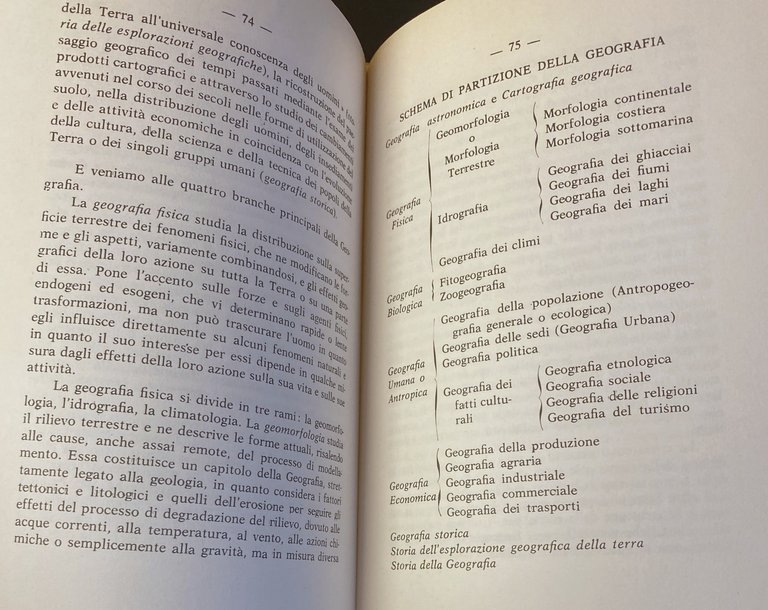 — 74 —
della Terra all'universale conoscenza degli uomini
ria delle esplorazioni geografiche), la ricostruzione del pae-
saggio geografico dei tempi passati mediante l'esame dei
prodotti cartografici e attraverso lo studio dei cambiamenti
avvenuti nel corso dei secoli nelle forme di utilizzazione del
suolo, nella distribuzione degli uomini, degli insediamenti
e delle attività economiche in coincidenza con l'evoluzione
della cultura, della scienza e della tecnica dei popoli della
Terra o dei singoli gruppi umani (geografia storica).
E veniamo alle quattro branche principali della Geo-
grafia.
La geografia fisica studia la distribuzione sulla super-
ficie terrestre dei fenomeni fisici, che ne modificano le for-
me e gli aspetti, variamente combinandosi, e gli effetti geo-
grafici della loro azione su tutta la Terra o su una parte
di essa. Pone l'accento sulle forze e sugli agenti fisici,
endogeni ed esogeni, che vi determinano rapide o lente
trasformazioni, ma non può trascurare l'uomo in quanto
egli influisce direttamente su alcuni fenomeni naturali e
in quanto il suo interesse per essi dipende in qualche mi-
sura dagli effetti della loro azione sulla sua vita e sulle sue
attività.
La geografia fisica si divide in tre rami: la geomorfo-
logia, l'idrografia, la climatologia. La geomorfologia studia
il rilievo terrestre e ne descrive le forme attuali, risalendo
alle cause, anche assai remote, del processo di modella-
mento. Essa costituisce un capitolo della Geografia, stret-
tamente legato alla geologia, in quanto considera i fattori
tettonici e litologici e quelli dell'erosione per seguire gli
effetti del processo di degradazione del rilievo, dovuto alle
acque correnti, alla temperatura, al vento, alle azioni chi-
miche o semplicemente alla gravità, ma in misura diversa
— 75 —
SCHEMA DI PARTIZIONE DELLA GEOGRAFIA
Geografia astronomica e Cartografia geografica
Geografia
Fisica
Geomorfologia
o
Morfologia
Terrestre
Morfologia continentale
Morfologia costiera
Morfologia sottomarina
Idrografia
Geografia dei ghiacciai
Geografia dei fiumi
Geografia dei laghi
Geografia dei mari
Geografia dei climi
Geografia
Biologica
Fitogeografia
Zoogeografia
Geografia
Umana o
Antropica
Geografia della popolazione (Antropogeo-
grafia generale o ecologica)
Geografia delle sedi (Geografia Urbana)
Geografia politica
Geografia dei
fatti cultu-
rali
Geografia etnologica
Geografia sociale
Geografia delle religioni
Geografia del turismo
Geografia
Economica
Geografia della produzione
Geografia agraria
Geografia industriale
Geografia commerciale
Geografia dei trasporti
Geografia storica
Storia dell'esplorazione geografica della terra
Storia della Geografia